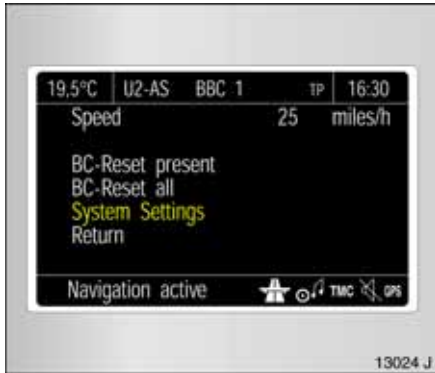 19,5°C U2-AS BBC 1 TP 16:30
Speed 25 miles/h
BC-Reset present
BC-Reset all
System Settings
Return
Navigation active TMC GPS
13024 J